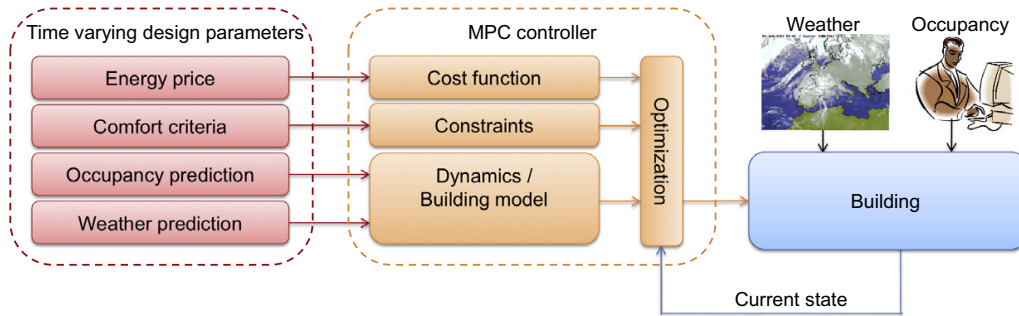 Time varying design parameters
Energy price
Comfort criteria
Occupancy prediction
Weather prediction
MPC controller
Cost function
Constraints
Dynamics /
Building model
Optimization
Weather
Occupancy
Building
Current state